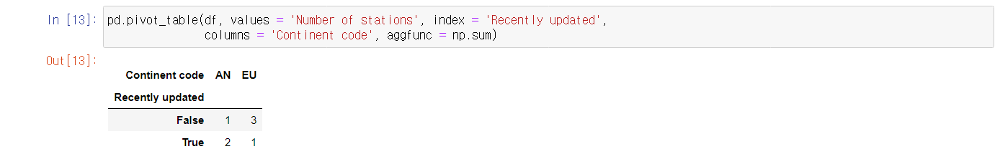 In [13]: pd.pivot_table(df, values = 'Number of stations', index = 'Recently updated',
columns = 'Continent code', aggfunc = np.sum)
Out[13]:
Continent code AN EU
Recently updated
False 1 3
True 2 1